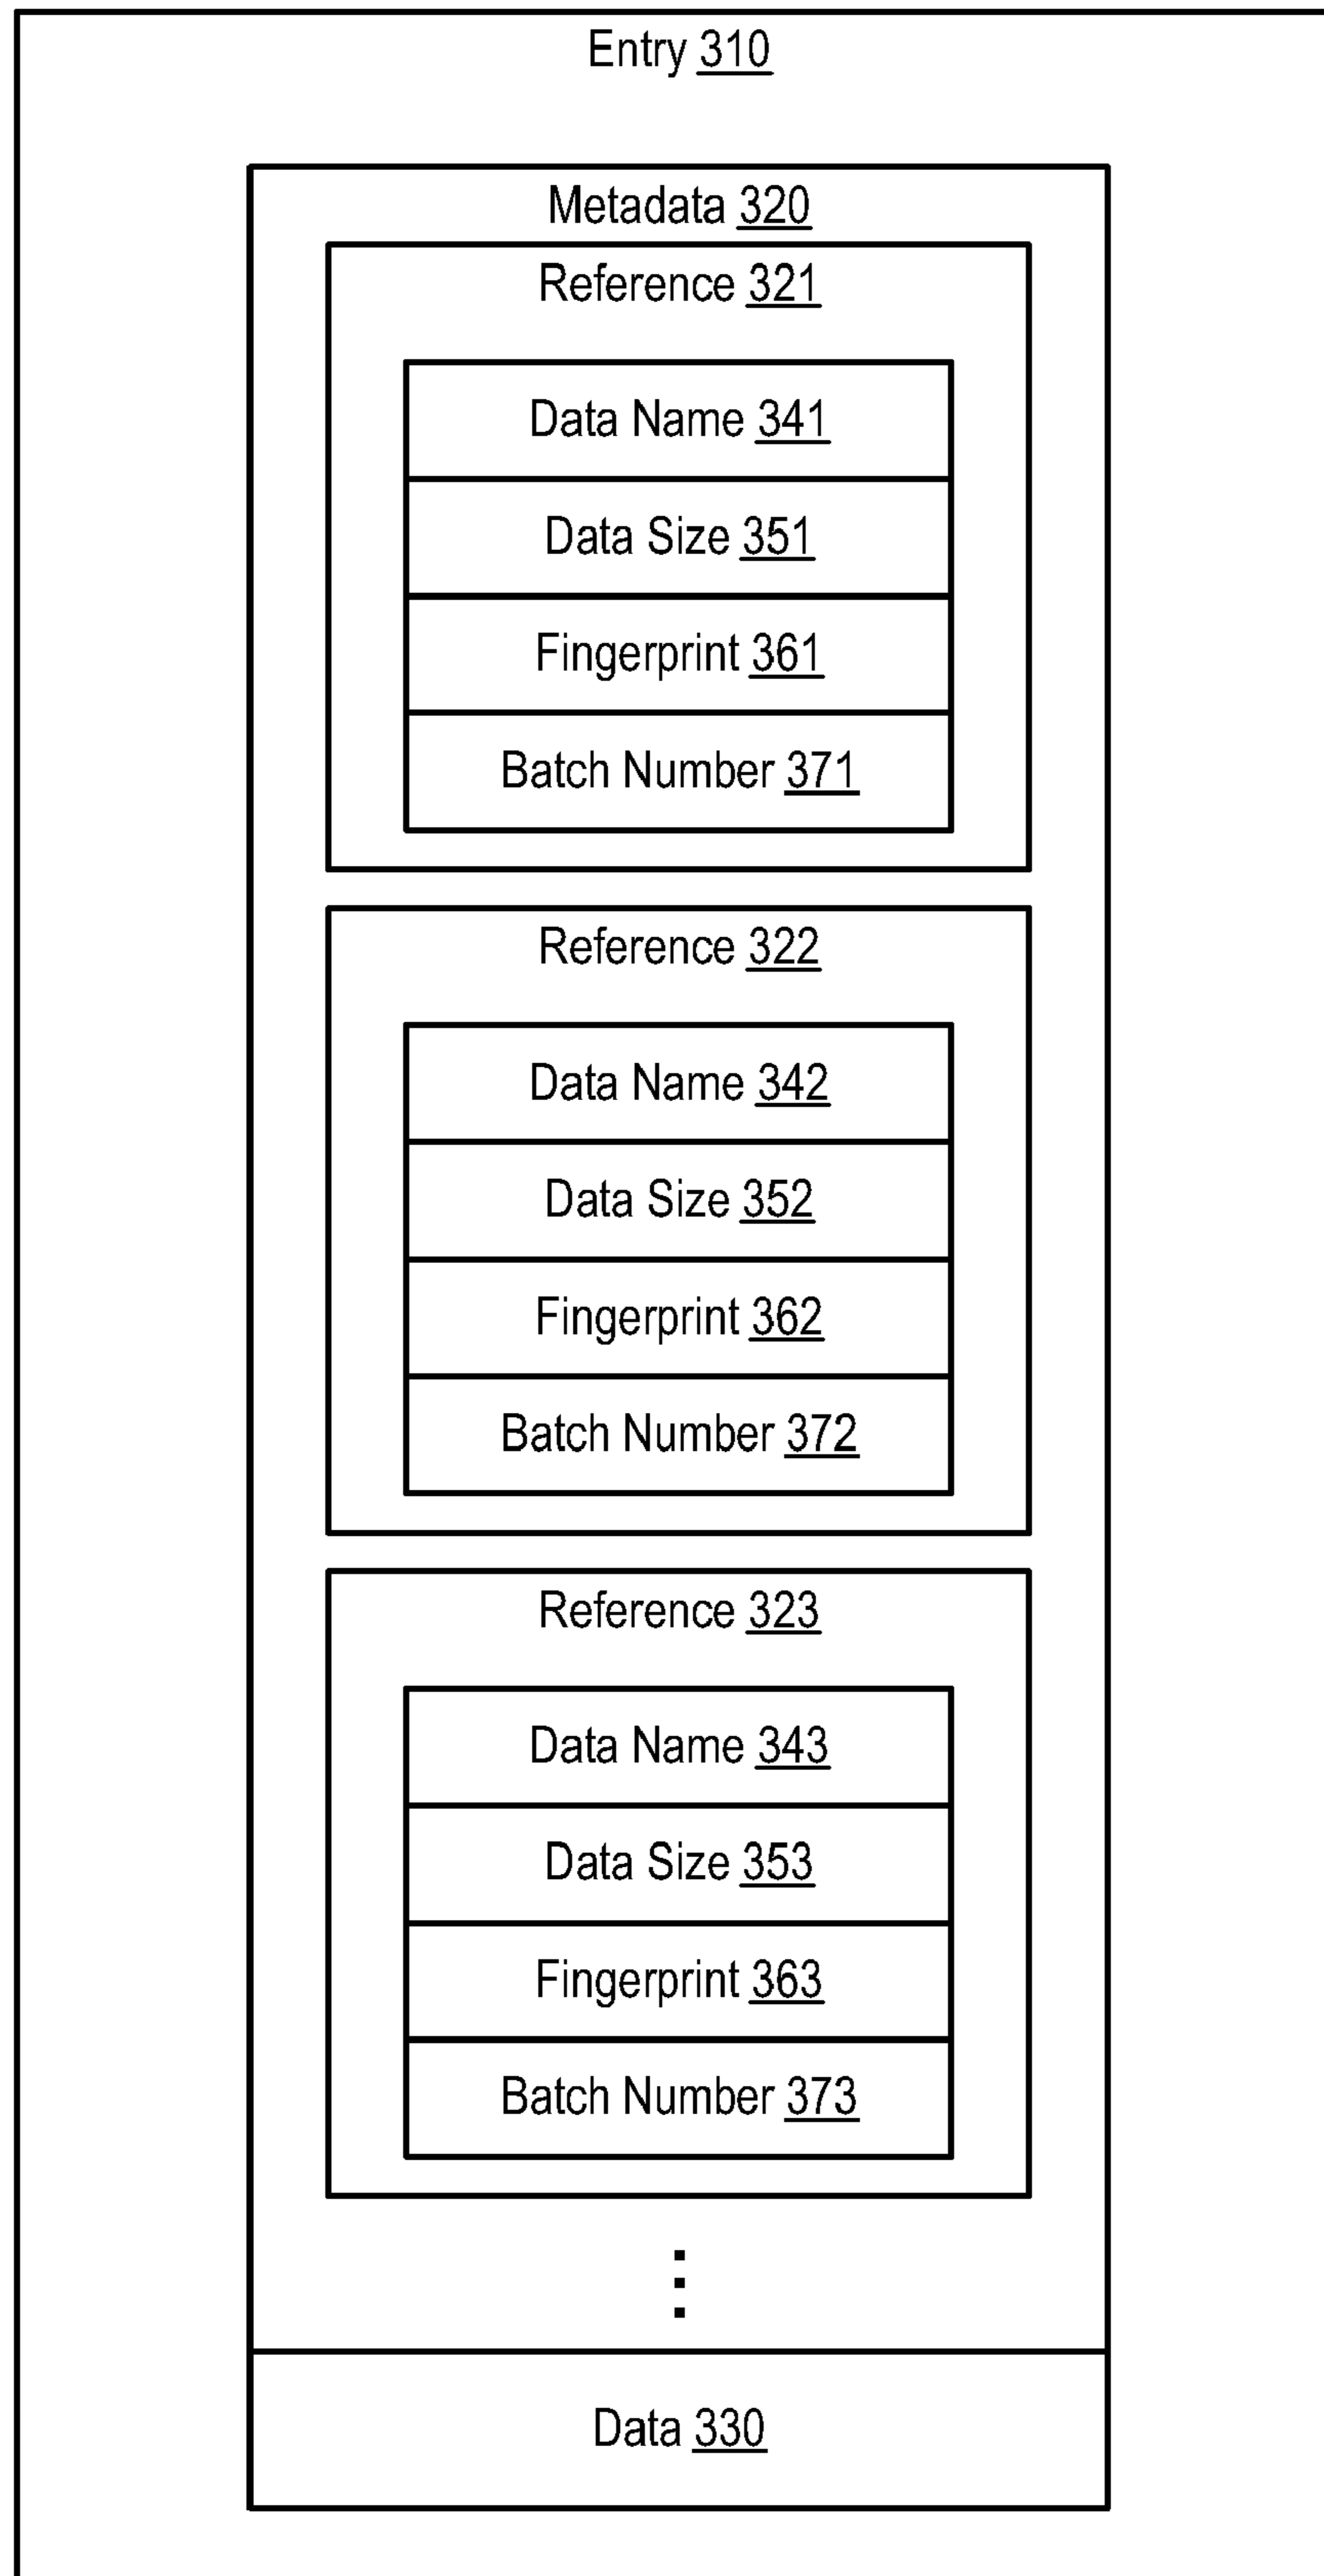 Entry 310
Metadata 320
Reference 321
Data Name 341
Data Size 351
Fingerprint 361
Batch Number 371
Reference 322
Data Name 342
Data Size 352
Fingerprint 362
Batch Number 372
Reference 323
Data Name 343
Data Size 353
Fingerprint 363
Batch Number 373
Data 330